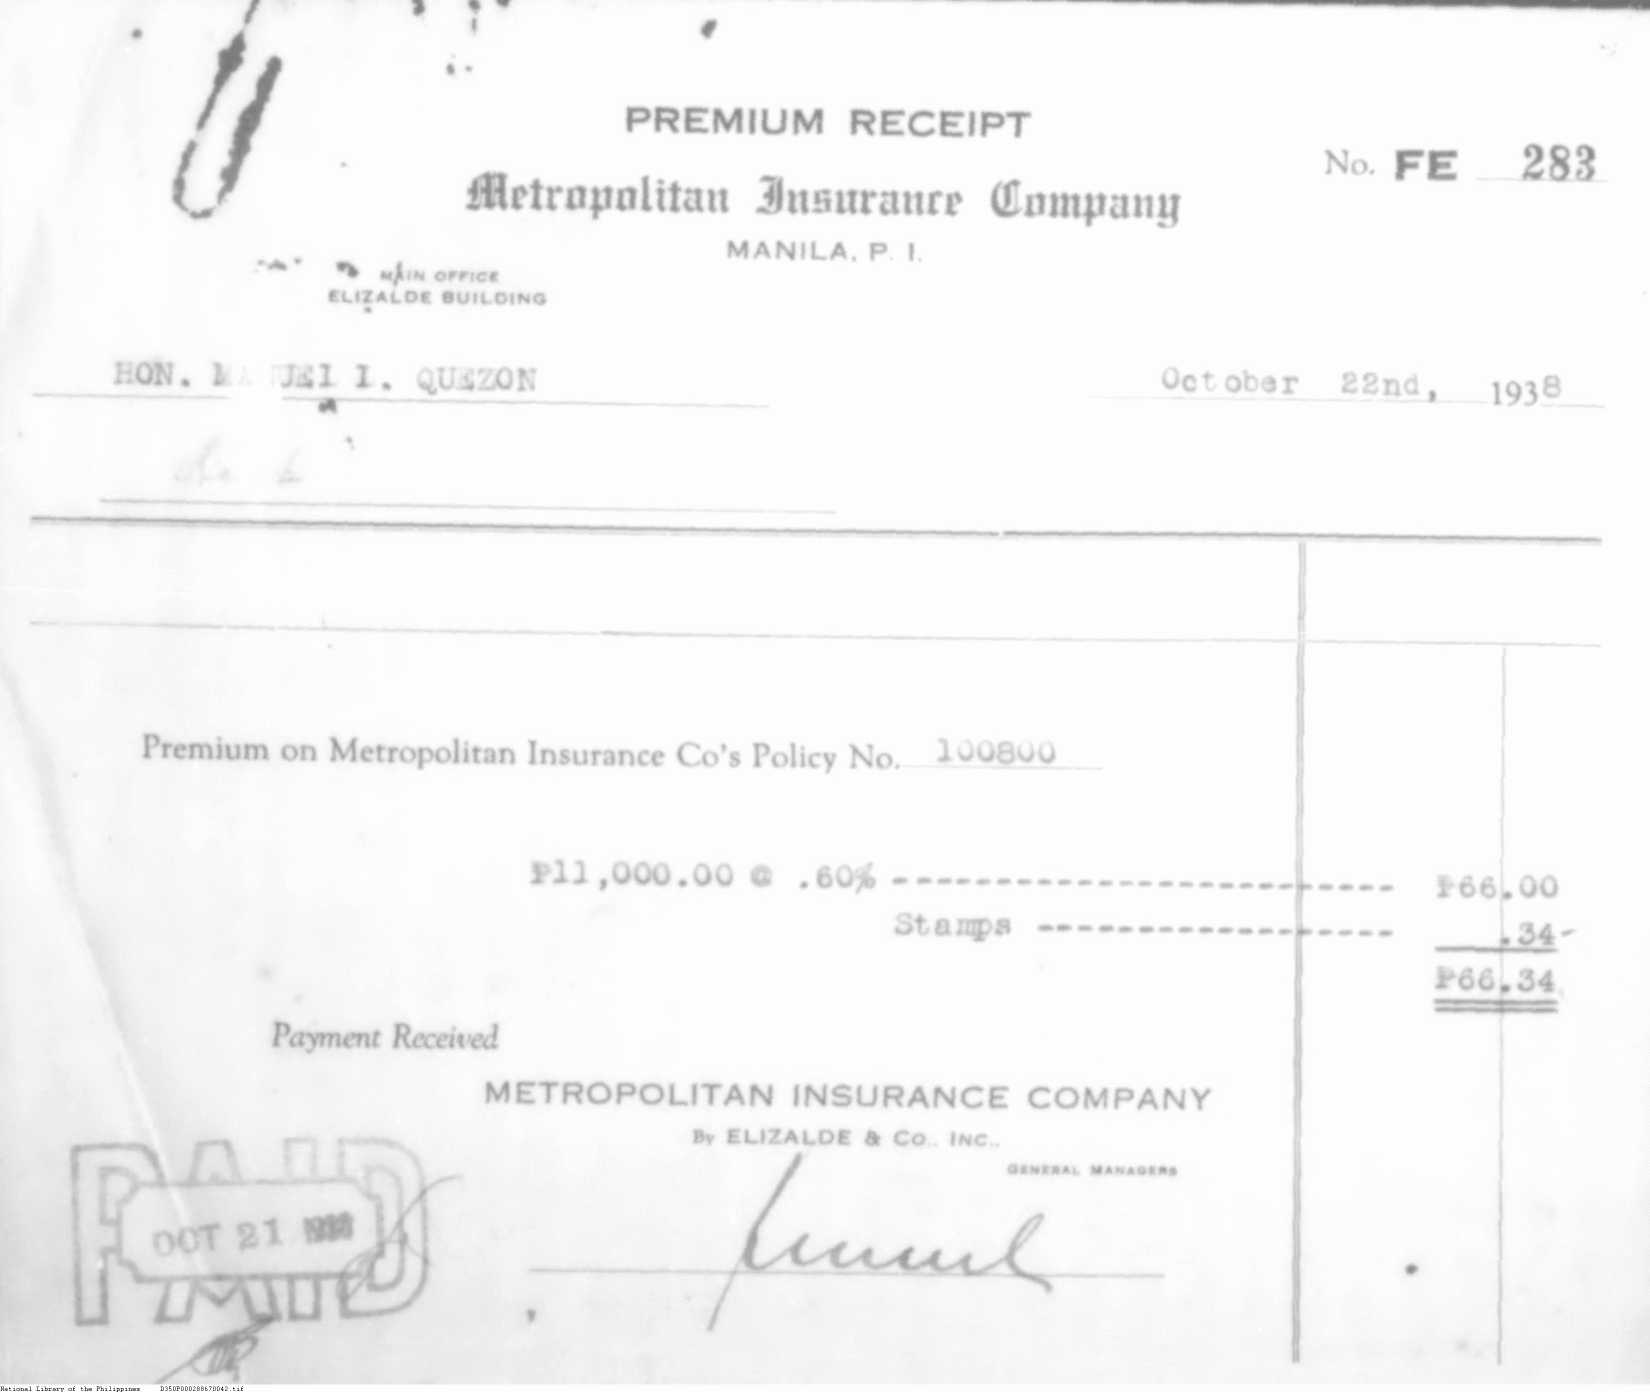 PREMIUM RECEIPT
No. FE 283
Metropolitan Insurance Company
MANILA, P. I.
MAIN OFFICE
ELIZALDE BUILDING
HON. QUEZON
October 22nd, 1938
Premium on Metropolitan Insurance Co's Policy No. 100800
₱11,000.00 @ .60% ---------------------------- ₱66.00
Stamps -------------------- .34
₱66.34
Payment Received
METROPOLITAN INSURANCE COMPANY
By ELIZALDE & CO., INC.,
GENERAL MANAGERS
PAID
OCT 21
National Library of the Philippines